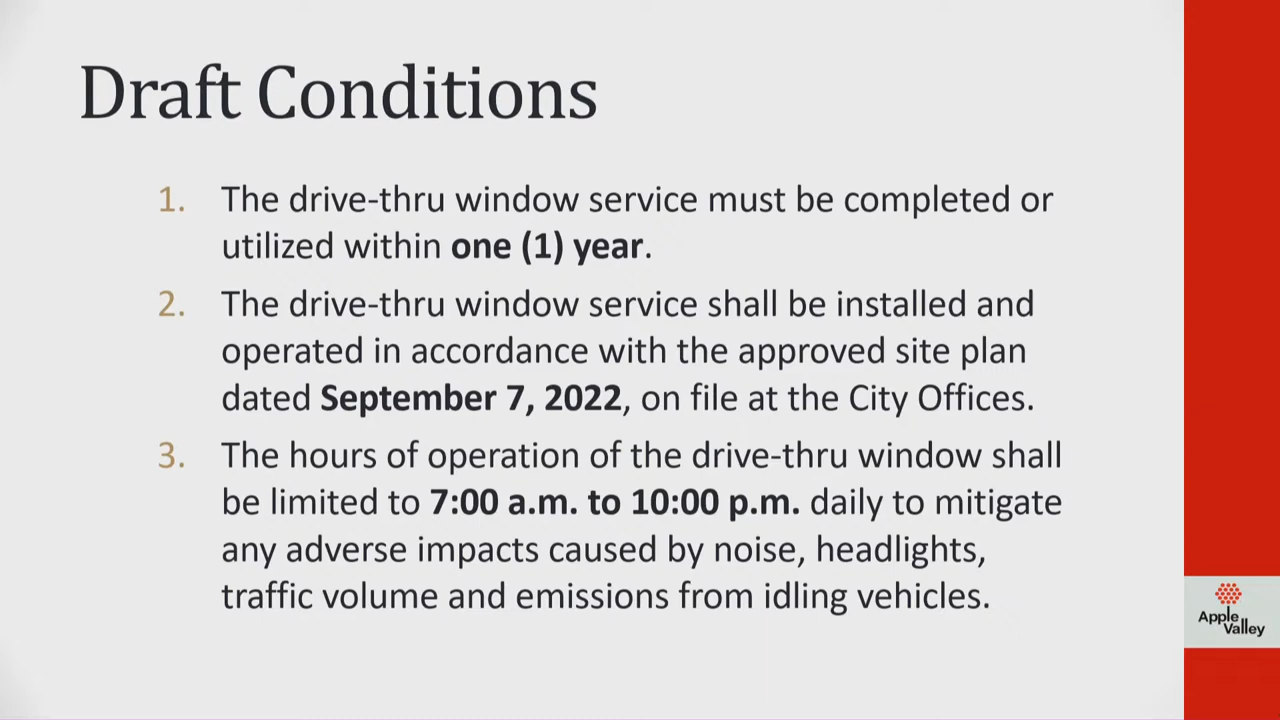 Draft Conditions
1. The drive-thru window service must be completed or
utilized within one (1) year.
2. The drive-thru window service shall be installed and
operated in accordance with the approved site plan
dated September 7, 2022, on file at the City Offices.
3. The hours of operation of the drive-thru window shall
be limited to 7:00 a.m. to 10:00 p.m. daily to mitigate
any adverse impacts caused by noise, headlights,
traffic volume and emissions from idling vehicles.
Apple
Valley